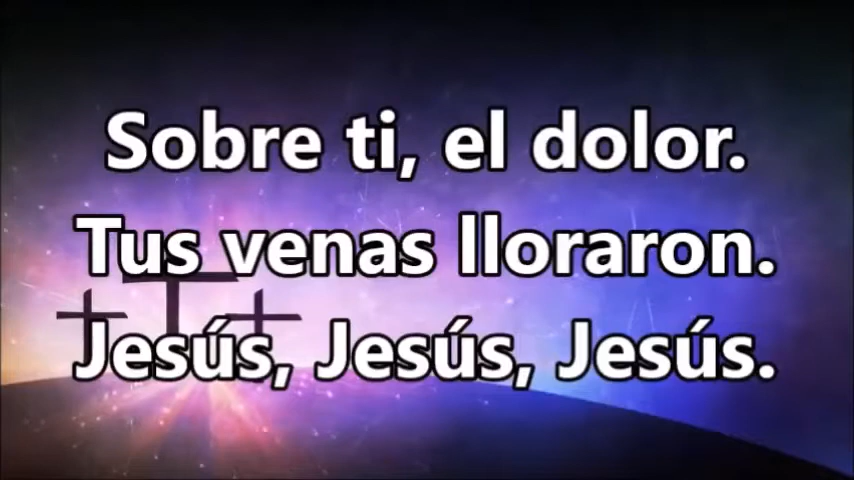 Sobre ti, el dolor.
Tus venas lloraron.
Jesús, Jesús, Jesús.